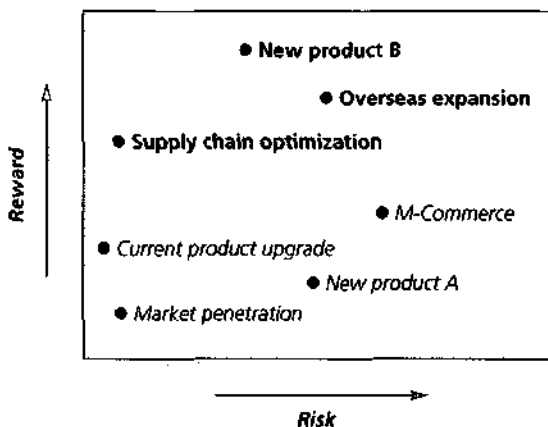 New product B
Overseas expansion
Supply chain optimization
Reward
M-Commerce
Current product upgrade
New product A
Market penetration
Risk